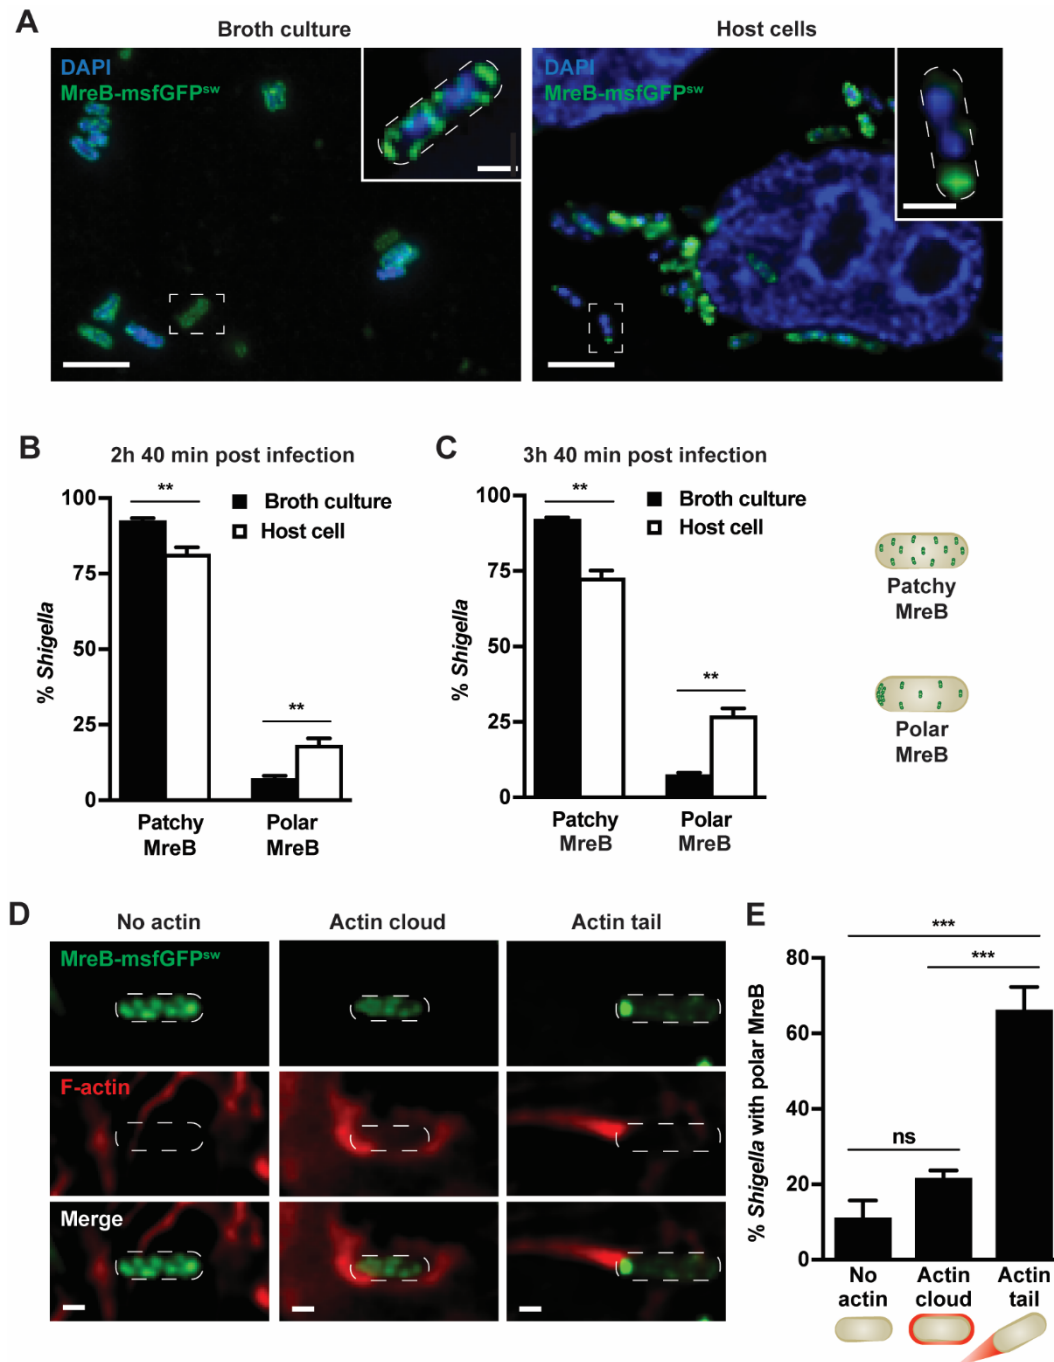 A
Broth culture
Host cells
DAPI
MreB-msfGFPsw
DAPI
MreB-msfGFPsw
B
2h 40 min post infection
**
Broth culture
Host cell
**
100
75
50
25
0
% Shigella
Patchy
MreB
Polar
MreB
C
3h 40 min post infection
**
Broth culture
Host cell
**
100
75
50
25
0
% Shigella
Patchy
MreB
Polar
MreB
Patchy
MreB
Polar
MreB
D
No actin
Actin cloud
Actin tail
MreB-msfGFPsw
F-actin
Merge
E
***
***
ns
80
60
40
20
0
% Shigella with polar MreB
No
actin
Actin
cloud
Actin
tail